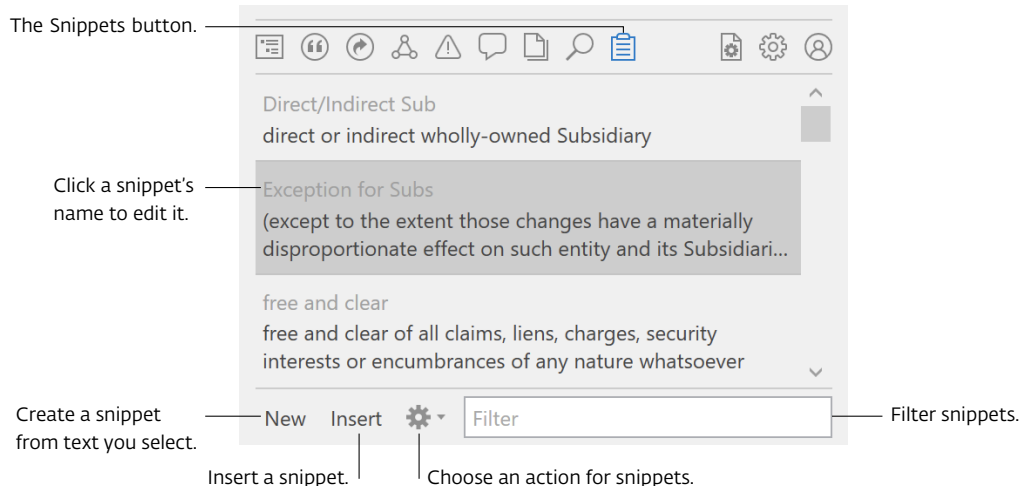 The Snippets button.
Direct/Indirect Sub
direct or indirect wholly-owned Subsidiary
Click a snippet's
name to edit it.
Exception for Subs
(except to the extent those changes have a materially
disproportionate effect on such entity and its Subsidiari...
free and clear
free and clear of all claims, liens, charges, security
interests or encumbrances of any nature whatsoever
Create a snippet
from text you select.
New Insert Filter
Filter snippets.
Insert a snippet.
Choose an action for snippets.